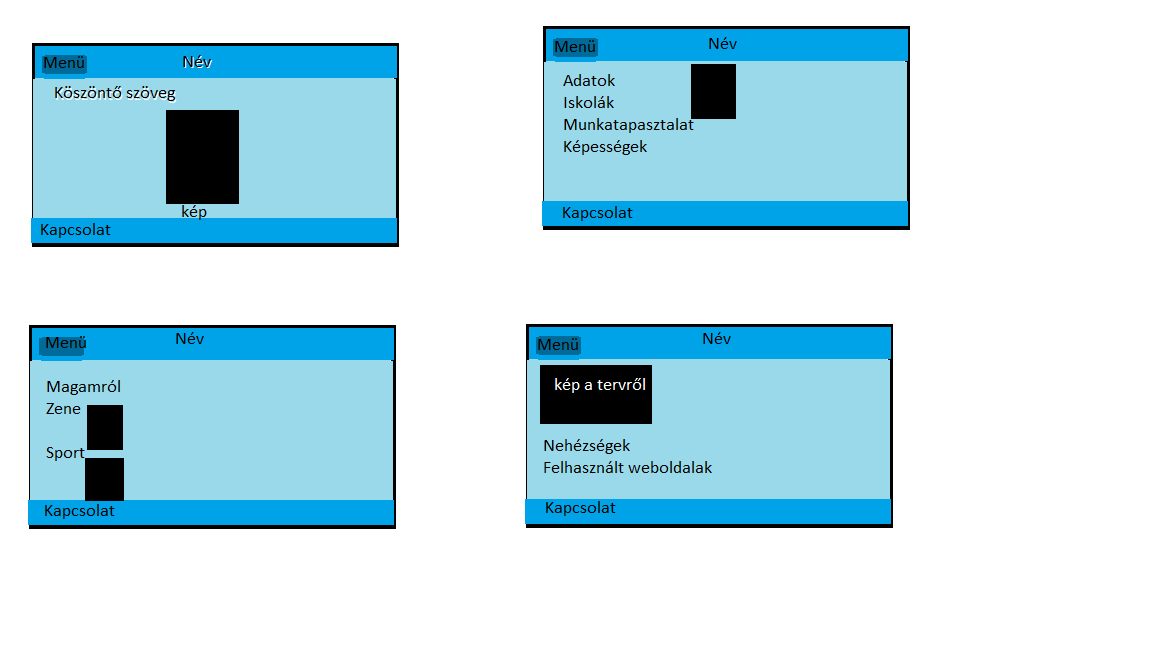 Menü
Név
Köszöntő szöveg
kép
Kapcsolat
Menü
Név
Adatok
Iskolák
Munkatapasztalat
Képességek
Kapcsolat
Menü
Név
Magamról
Zene
Sport
Kapcsolat
Menü
Név
kép a tervről
Nehézségek
Felhasznált weboldalak
Kapcsolat